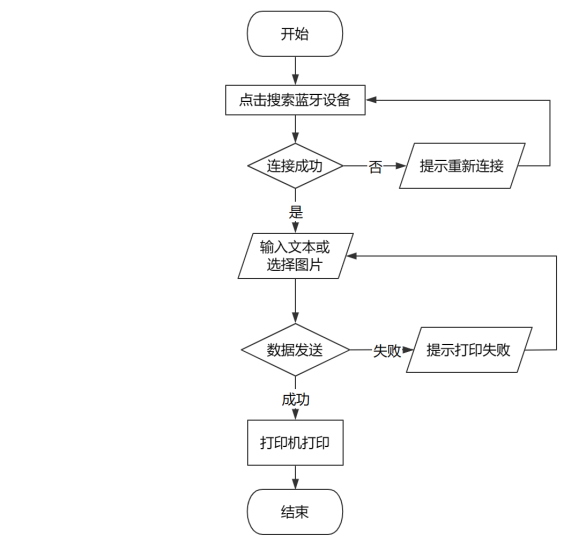 开始
点击搜索蓝牙设备
连接成功
否
提示重新连接
是
输入文本或
选择图片
数据发送
失败
提示打印失败
成功
打印机打印
结束